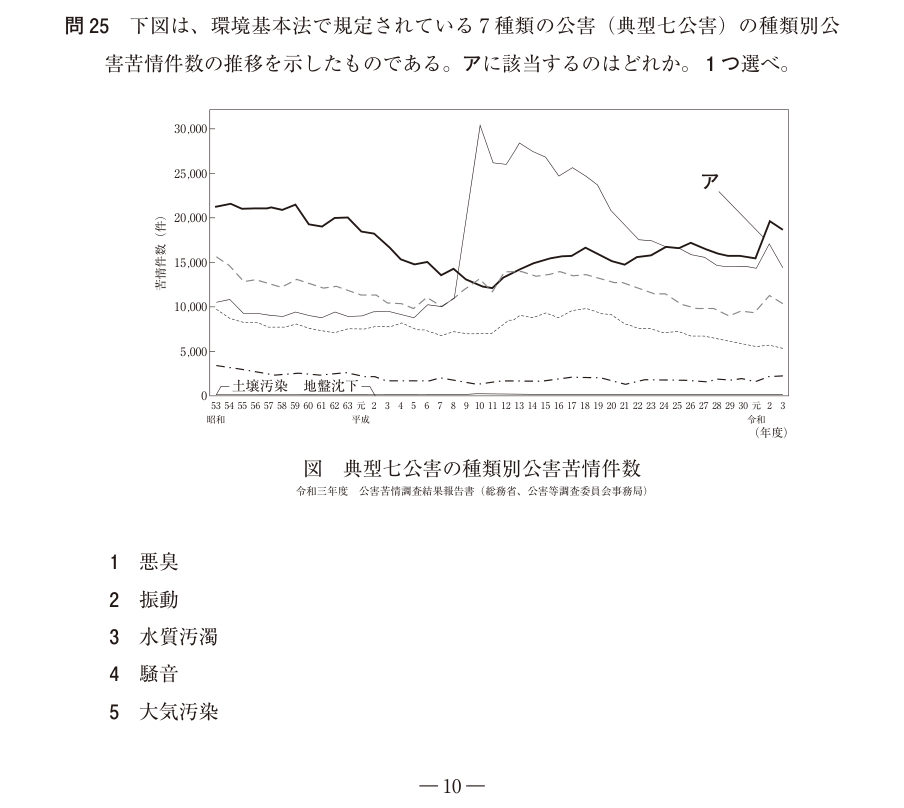 問25 下図は、環境基本法で規定されている7種類の公害（典型七公害）の種類別公
害苦情件数の推移を示したものである。アに該当するのはどれか。1つ選べ。
30,000
25,000
20,000
15,000
10,000
5,000
0
苦情件数（件）
ア
土壌汚染 地盤沈下
53 54 55 56 57 58 59 60 61 62 63 元 2 3 4 5 6 7 8 9 10 11 12 13 14 15 16 17 18 19 20 21 22 23 24 25 26 27 28 29 30 元 2 3
昭和 平成 令和
（年度）
図 典型七公害の種類別公害苦情件数
令和三年度 公害苦情調査結果報告書（総務省、公害等調査委員会事務局）
1 悪臭
2 振動
3 水質汚濁
4 騒音
5 大気汚染
— 10 —